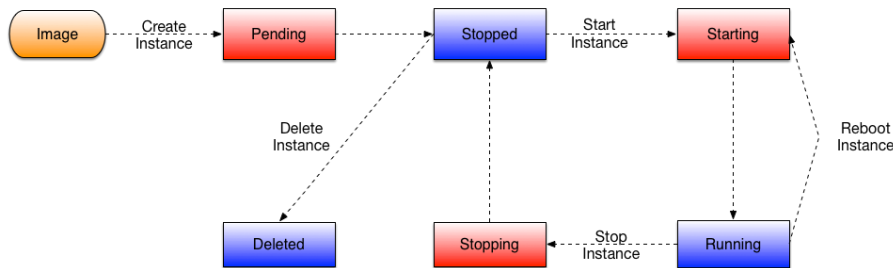 Image
Create
Instance
Pending
Stopped
Start
Instance
Starting
Delete
Instance
Reboot
Instance
Deleted
Stopping
Stop
Instance
Running